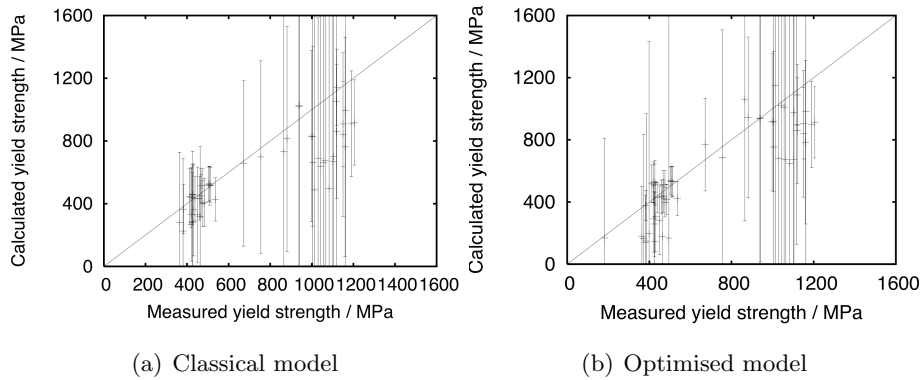 Calculated yield strength / MPa
1600
1200
800
400
0
0 200 400 600 800 1000 1200 1400 1600
Measured yield strength / MPa
(a) Classical model
Calculated yield strength / MPa
1600
1200
800
400
0
0 400 800 1200 1600
Measured yield strength / MPa
(b) Optimised model